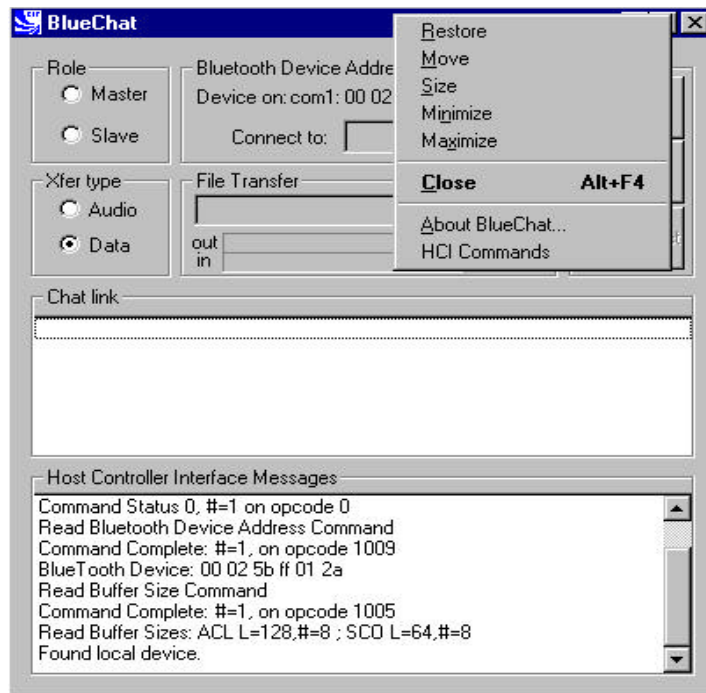 BlueChat
Restore
Move
Size
Minimize
Maximize
Close Alt+F4
About BlueChat...
HCI Commands
Role
Master
Slave
Bluetooth Device
Device on: com1: 00 02
Connect to:
Xfer type
Audio
Data
File Transfer
out
in
Chat link
Host Controller Interface Messages
Command Status 0, #=1 on opcode 0
Read Bluetooth Device Address Command
Command Complete: #=1, on opcode 1009
BlueTooth Device: 00 02 5b ff 01 2a
Read Buffer Size Command
Command Complete: #=1, on opcode 1005
Read Buffer Sizes: ACL L=128,#=8 ; SCO L=64,#=8
Found local device.